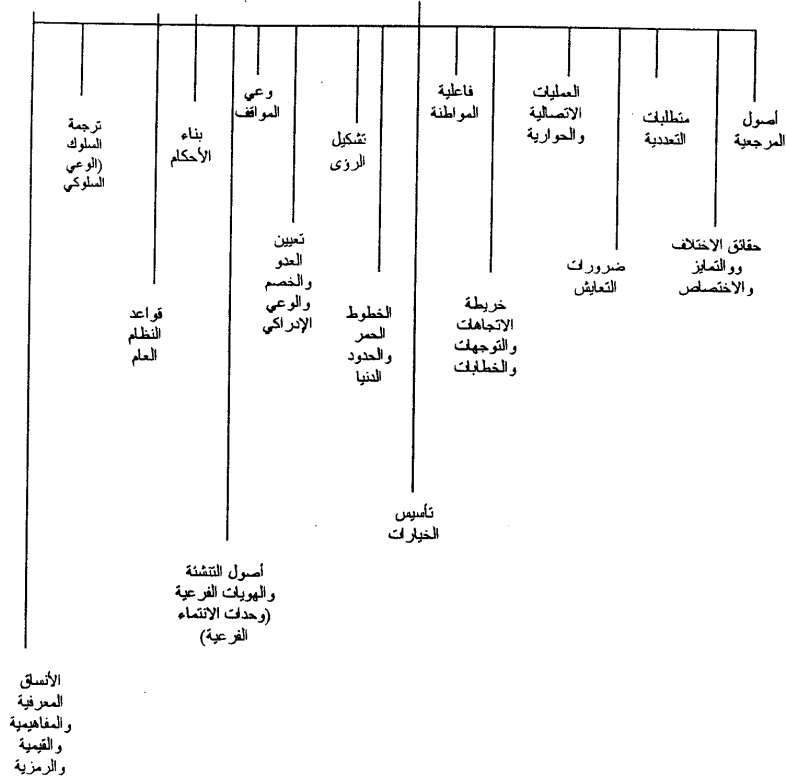 أصول
المرجعية
حقائق الاختلاف
ووالتمايز
والاختصاص
متطلبات
التعددية
ضرورات
التعايش
العمليات
الاتصالية
والحوارية
خريطة
الاتجاهات
والتوجهات
والخطابات
فاعلية
المواطنة
تأسيس
الخيارات
الخطوط
الحمر
والحدود
الدنيا
تشكيل
الرزى
تعيين
العدو
والخصم
والوعي
الإدراكي
وعي
المواقف
أصول التنشئة
والهويات الفرعية
(وحدات الانتماء
الفرعية)
بناء
الأحكام
قواعد
النظام
العام
ترجمة
السلوك
(الوعي
السلوكي
الأنساق
المعرفية
والمفاهيمية
والقيمية
والرمزية